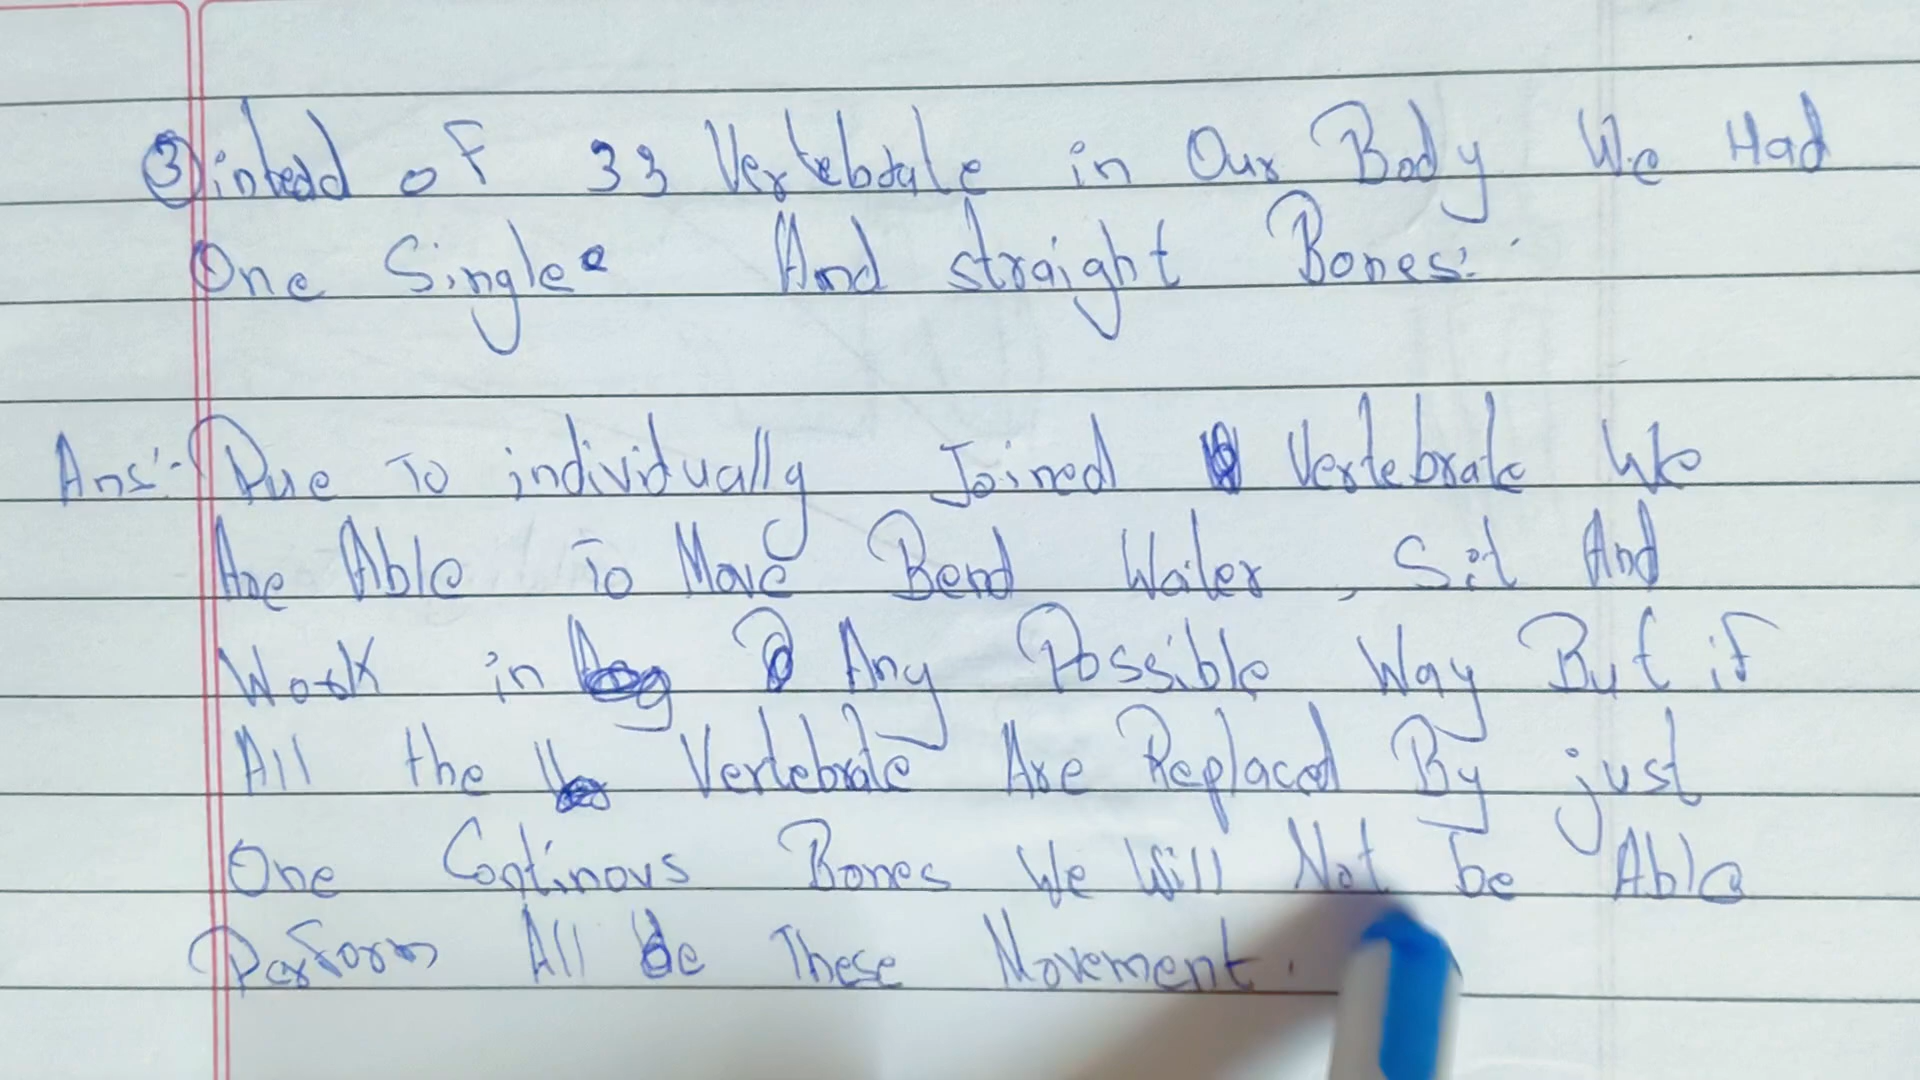 ③ intead of 33 Vertebrate in Our Body We Had
One Single And straight Bones:
Ans:- Due To individually Joined Vertebrate We
Are Able To Move Bend Waiter, Sit And
Work in Any Possible Way But if
All the Vertebrate Are Replaced By just
One Continous Bones We Will Not be Able
Perform All These Movement.